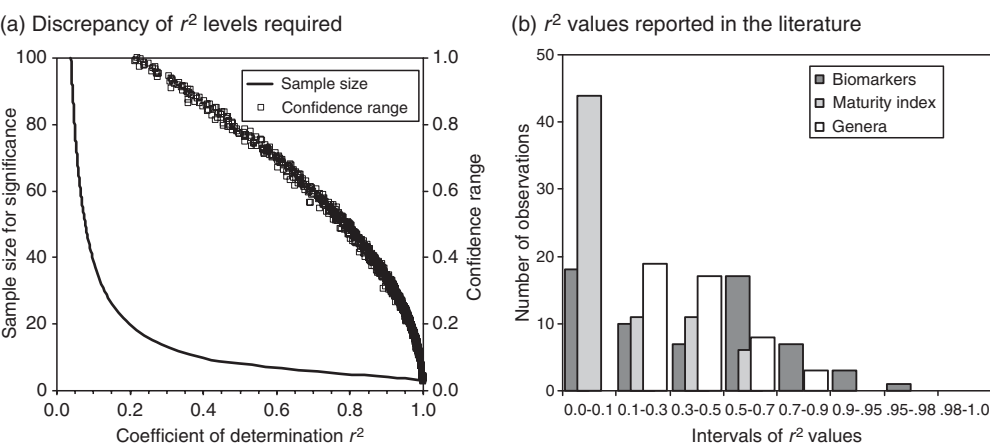 (a) Discrepancy of r² levels required
100
80
60
40
20
0
Sample size for significance
0.0
0.2
0.4
0.6
0.8
1.0
Coefficient of determination r²
1.0
0.8
0.6
0.4
0.2
0.0
Confidence range
Sample size
Confidence range
(b) r² values reported in the literature
50
40
30
20
10
0
Number of observations
Biomarkers
Maturity index
Genera
0.0-0.1 0.1-0.3 0.3-0.5 0.5-0.7 0.7-0.9 0.9-.95 .95-.98 .98-1.0
Intervals of r² values